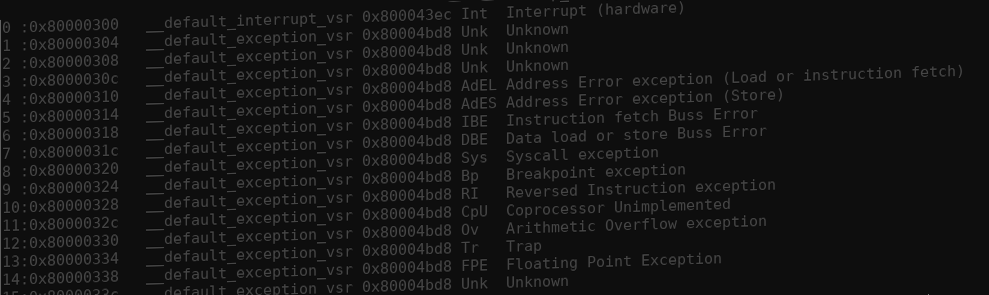 0 :0x80000300 __default_interrupt_vsr 0x800043ec Int Interrupt (hardware)
1 :0x80000304 __default_exception_vsr 0x80004bd8 Unk Unknown
2 :0x80000308 __default_exception_vsr 0x80004bd8 Unk Unknown
3 :0x8000030c __default_exception_vsr 0x80004bd8 Unk Unknown
4 :0x80000310 __default_exception_vsr 0x80004bd8 AdEL Address Error exception (Load or instruction fetch)
5 :0x80000314 __default_exception_vsr 0x80004bd8 AdES Address Error exception (Store)
6 :0x80000318 __default_exception_vsr 0x80004bd8 IBE Instruction fetch Buss Error
7 :0x8000031c __default_exception_vsr 0x80004bd8 DBE Data load or store Buss Error
8 :0x80000320 __default_exception_vsr 0x80004bd8 Sys Syscall exception
9 :0x80000324 __default_exception_vsr 0x80004bd8 Bp Breakpoint exception
10:0x80000328 __default_exception_vsr 0x80004bd8 RI Reversed Instruction exception
11:0x8000032c __default_exception_vsr 0x80004bd8 CpU Coprocessor Unimplemented
12:0x80000330 __default_exception_vsr 0x80004bd8 Ov Arithmetic Overflow exception
13:0x80000334 __default_exception_vsr 0x80004bd8 Tr Trap
14:0x80000338 __default_exception_vsr 0x80004bd8 FPE Floating Point Exception
15:0x8000033c __default_exception_vsr 0x80004bd8 Unk Unknown